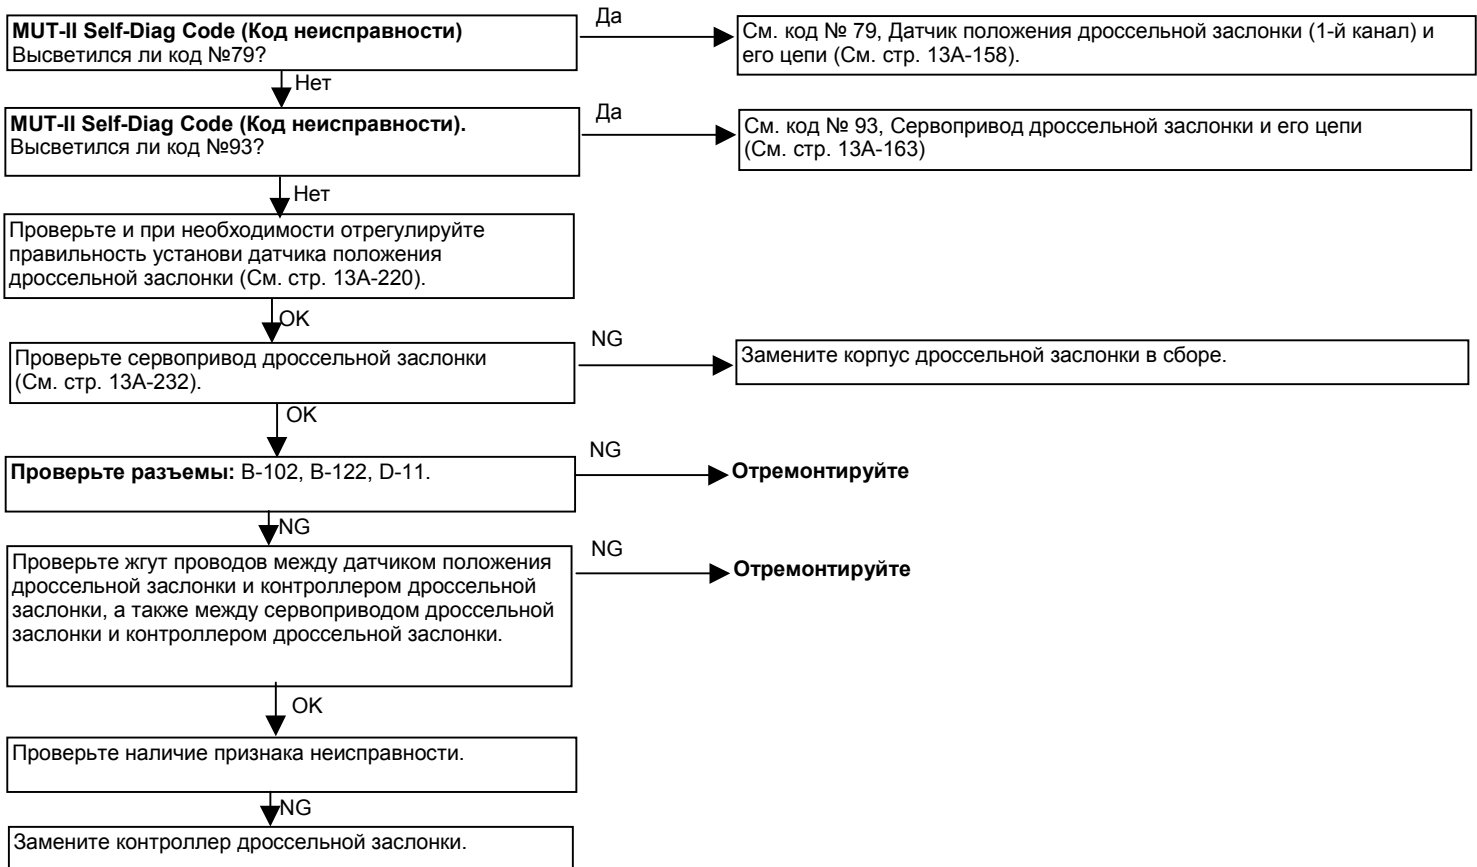 MUT-II Self-Diag Code (Код неисправности)
Высветился ли код №79?
Да
См. код № 79, Датчик положения дроссельной заслонки (1-й канал) и
его цепи (См. стр. 13А-158).
Нет
MUT-II Self-Diag Code (Код неисправности).
Высветился ли код №93?
Да
См. код № 93, Сервопривод дроссельной заслонки и его цепи
(См. стр. 13А-163)
Нет
Проверьте и при необходимости отрегулируйте
правильность установи датчика положения
дроссельной заслонки (См. стр. 13А-220).
OK
Проверьте сервопривод дроссельной заслонки
(См. стр. 13А-232).
NG
Замените корпус дроссельной заслонки в сборе.
OK
Проверьте разъемы: B-102, B-122, D-11.
NG
Отремонтируйте
NG
Проверьте жгут проводов между датчиком положения
дроссельной заслонки и контроллером дроссельной
заслонки, а также между сервоприводом дроссельной
заслонки и контроллером дроссельной заслонки.
NG
Отремонтируйте
OK
Проверьте наличие признака неисправности.
NG
Замените контроллер дроссельной заслонки.